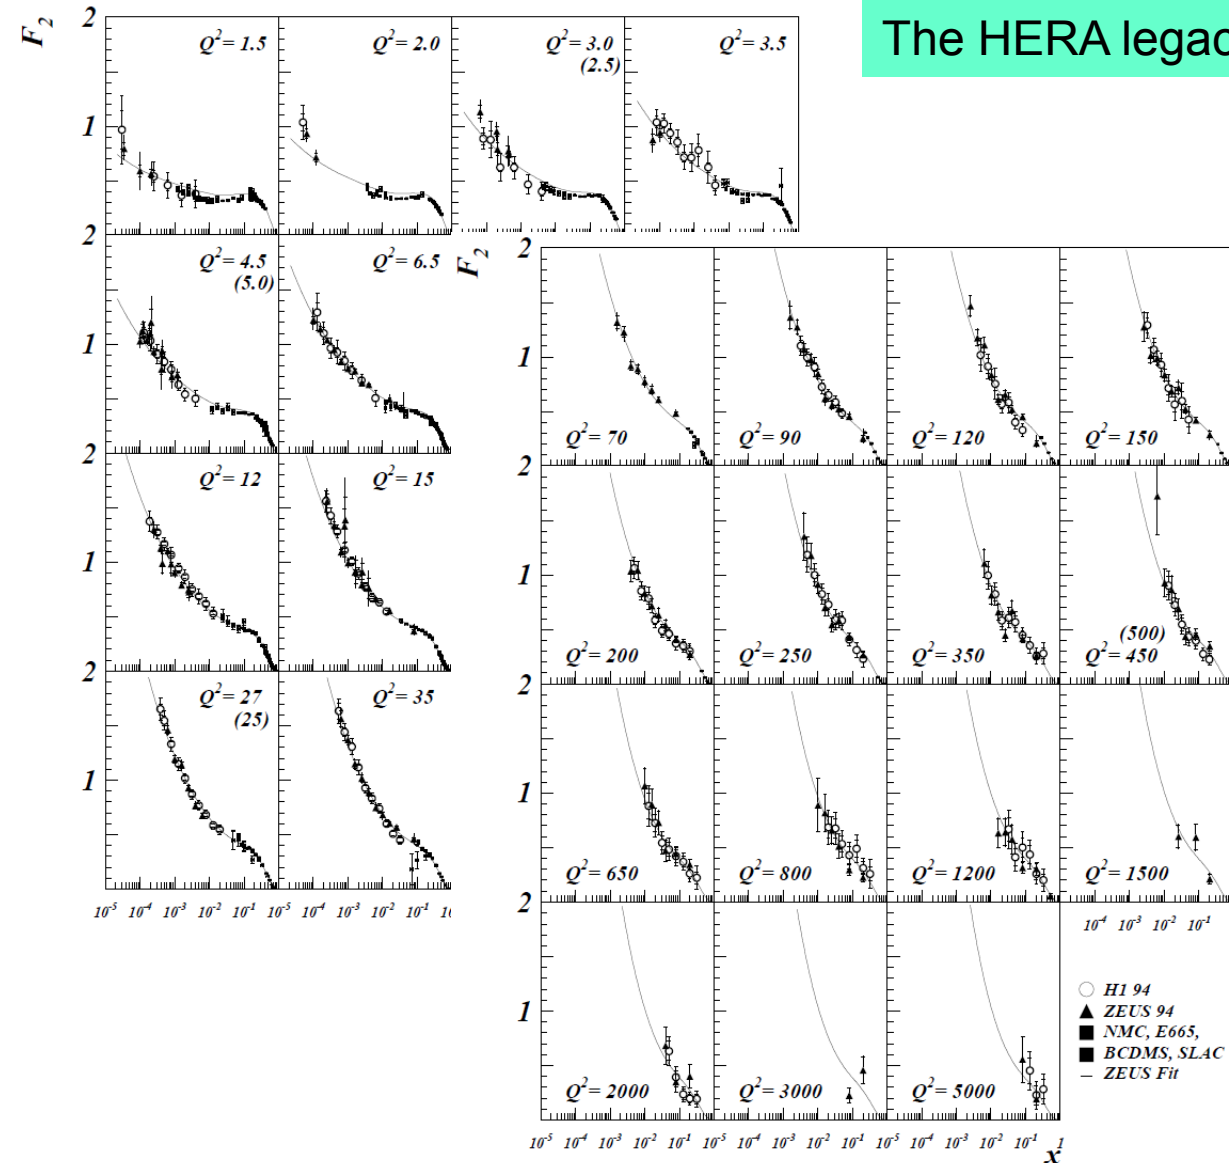 The HERA legac
F2
2
Q2= 1.5
Q2= 2.0
Q2= 3.0
(2.5)
Q2= 3.5
1
2
Q2= 4.5
(5.0)
Q2= 6.5
1
2
Q2= 12
Q2= 15
1
2
Q2= 27
(25)
Q2= 35
1
10-5 10-4 10-3 10-2 10-1 10-5 10-4 10-3 10-2 10-1
F2
2
1
Q2= 70
Q2= 90
Q2= 120
Q2= 150
2
1
Q2= 200
Q2= 250
Q2= 350
(500)
Q2= 450
2
1
Q2= 650
Q2= 800
Q2= 1200
Q2= 1500
10-4 10-3 10-2 10-1
2
1
Q2= 2000
Q2= 3000
Q2= 5000
H1 94
ZEUS 94
NMC, E665,
BCDMS, SLAC
ZEUS Fit
10-5 10-4 10-3 10-2 10-1 10-5 10-4 10-3 10-2 10-1 10-5 10-4 10-3 10-2 10-1 1
x